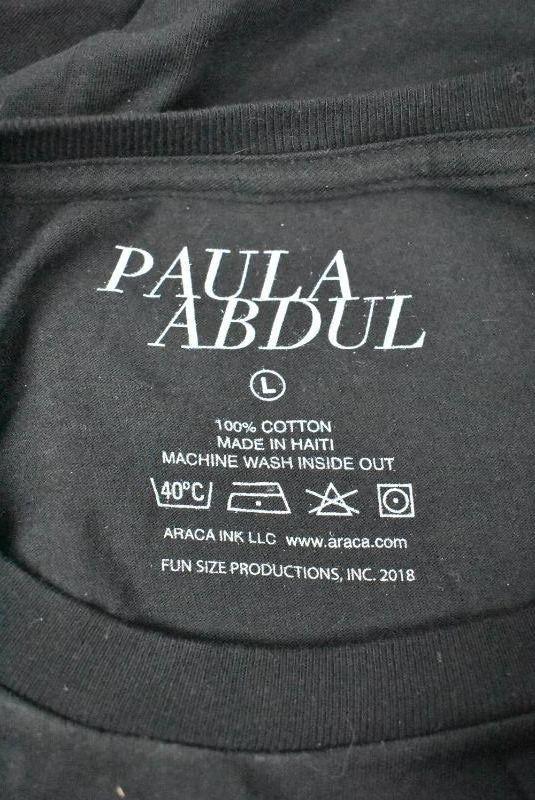 PAULA
ABDUL
L
100% COTTON
MADE IN HAITI
MACHINE WASH INSIDE OUT
40°C
ARACA INK LLC www.araca.com
FUN SIZE PRODUCTIONS, INC. 2018